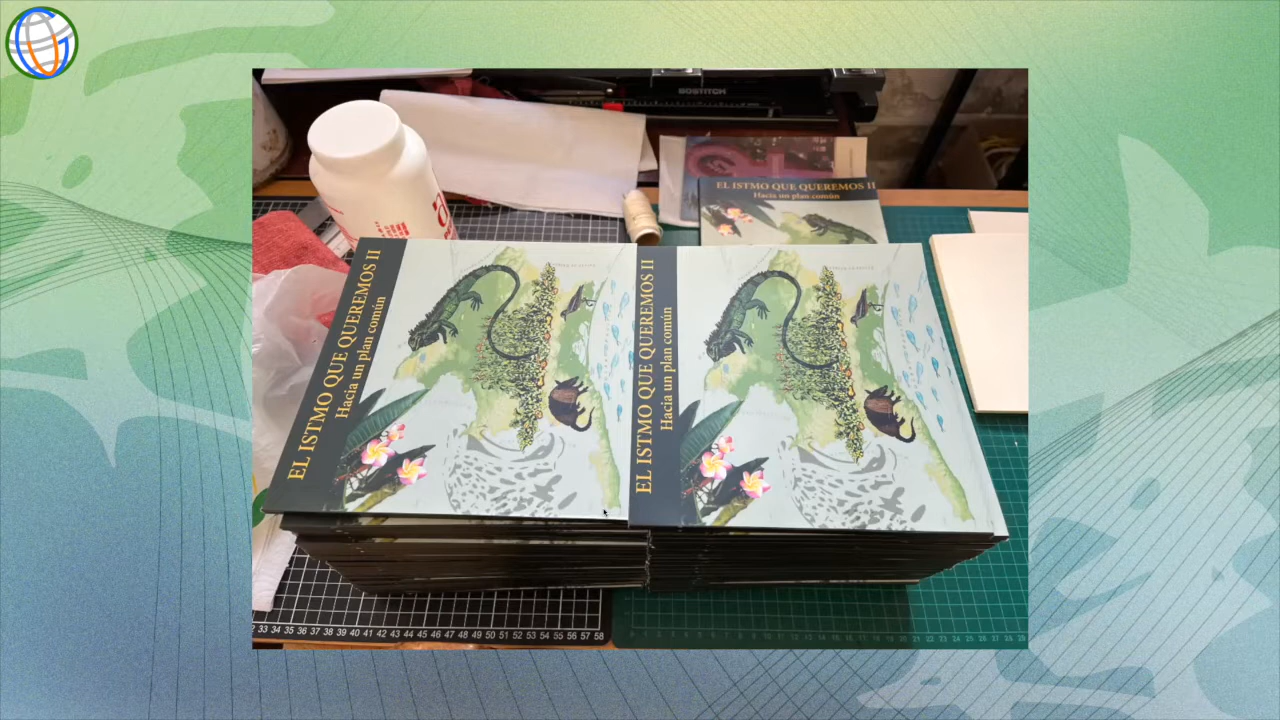 BOSTITCH
EL ISTMO QUE QUEREMOS II
Hacia un plan común
EL ISTMO QUE QUEREMOS II
Hacia un plan común
EL ISTMO QUE QUEREMOS II
Hacia un plan común
33 34 35 36 37 38 39 40 41 42 43 44 45 46 47 48 49 50 51 52 53 54 55 56 57 58